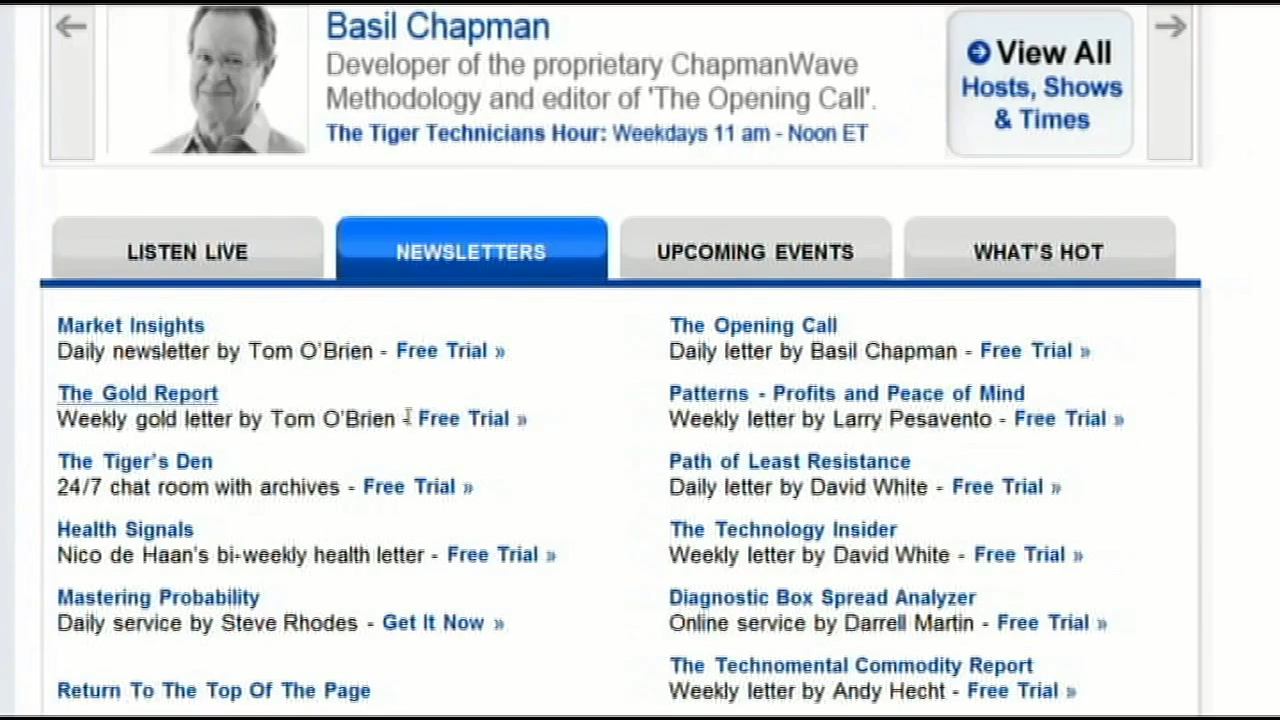 Basil Chapman
Developer of the proprietary ChapmanWave
Methodology and editor of 'The Opening Call'.
The Tiger Technicians Hour: Weekdays 11 am - Noon ET
View All
Hosts, Shows
& Times
LISTEN LIVE
NEWSLETTERS
UPCOMING EVENTS
WHAT'S HOT
Market Insights
Daily newsletter by Tom O'Brien - Free Trial »
The Gold Report
Weekly gold letter by Tom O'Brien - Free Trial »
The Tiger's Den
24/7 chat room with archives - Free Trial »
Health Signals
Nico de Haan's bi-weekly health letter - Free Trial »
Mastering Probability
Daily service by Steve Rhodes - Get It Now »
Return To The Top Of The Page
The Opening Call
Daily letter by Basil Chapman - Free Trial »
Patterns - Profits and Peace of Mind
Weekly letter by Larry Pesavento - Free Trial »
Path of Least Resistance
Daily letter by David White - Free Trial »
The Technology Insider
Weekly letter by David White - Free Trial »
Diagnostic Box Spread Analyzer
Online service by Darrell Martin - Free Trial »
The Technomental Commodity Report
Weekly letter by Andy Hecht - Free Trial »